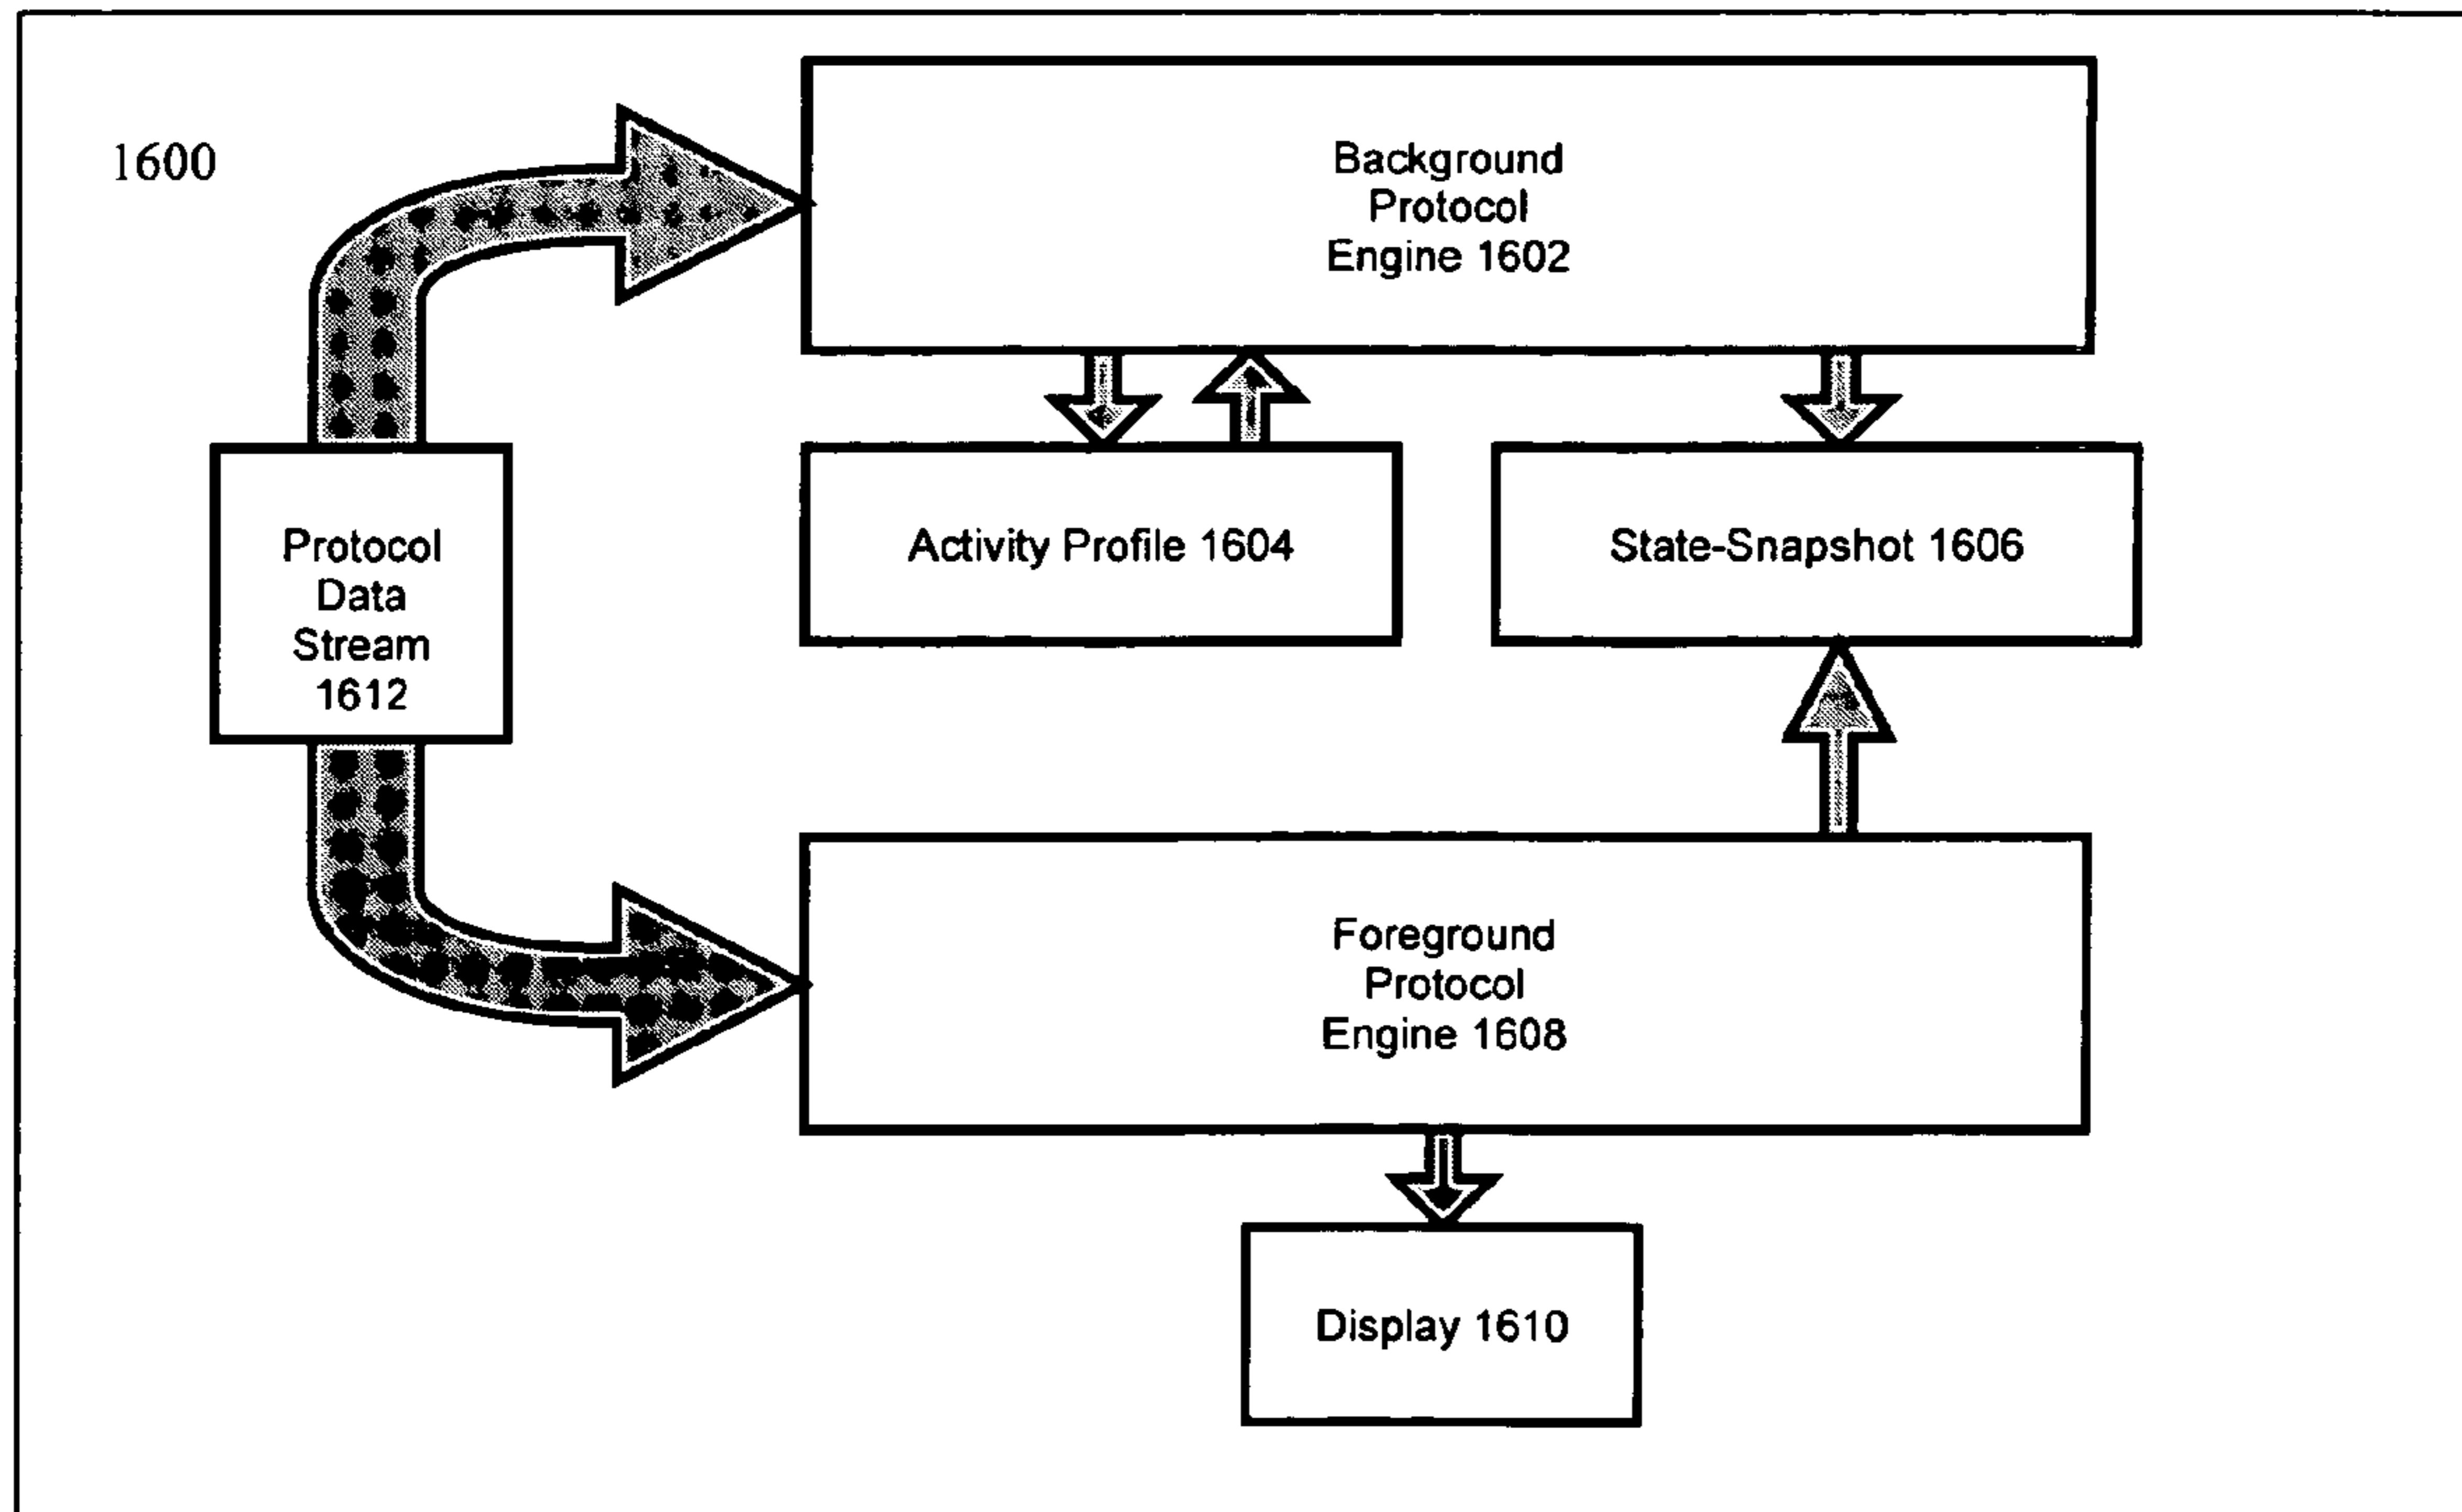 1600
Background
Protocol
Engine 1602
Activity Profile 1604
State-Snapshot 1606
Protocol
Data
Stream
1612
Foreground
Protocol
Engine 1608
Display 1610